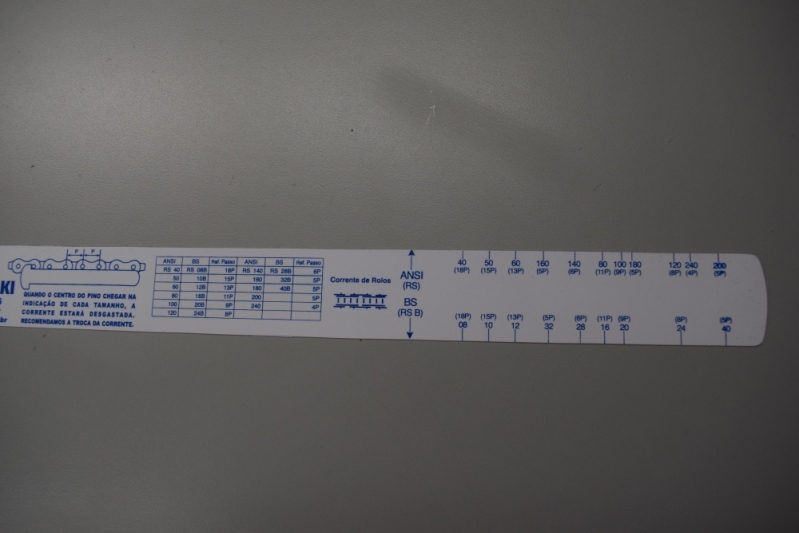 P P
KI
QUANDO O CENTRO DO PINO CHEGAR NA
INDICAÇÃO DE CADA TAMANHO, A
CORRENTE ESTARÁ DESGASTADA.
RECOMENDAMOS A TROCA DA CORRENTE.
br
ANSI BS Ref. Passo ANSI BS Ref. Passo
RS 40 RS 08B 18P RS 140 RS 28B 6P
50 10B 15P 160 32B 5P
60 12B 13P 180 40B 5P
80 16B 11P 200 5P
100 20B 9P 240 4P
120 24B 8P
Corrente de Rolos
ANSI
(RS)
BS
(RS B)
40 50 60 160 140 80 100 180 120 240 200
(18P) (15P) (13P) (5P) (6P) (11P) (9P) (5P) (8P) (4P) (5P)
(18P) (15P) (13P) (5P) (6P) (11P) (9P) (8P) (5P)
08 10 12 32 28 16 20 24 40